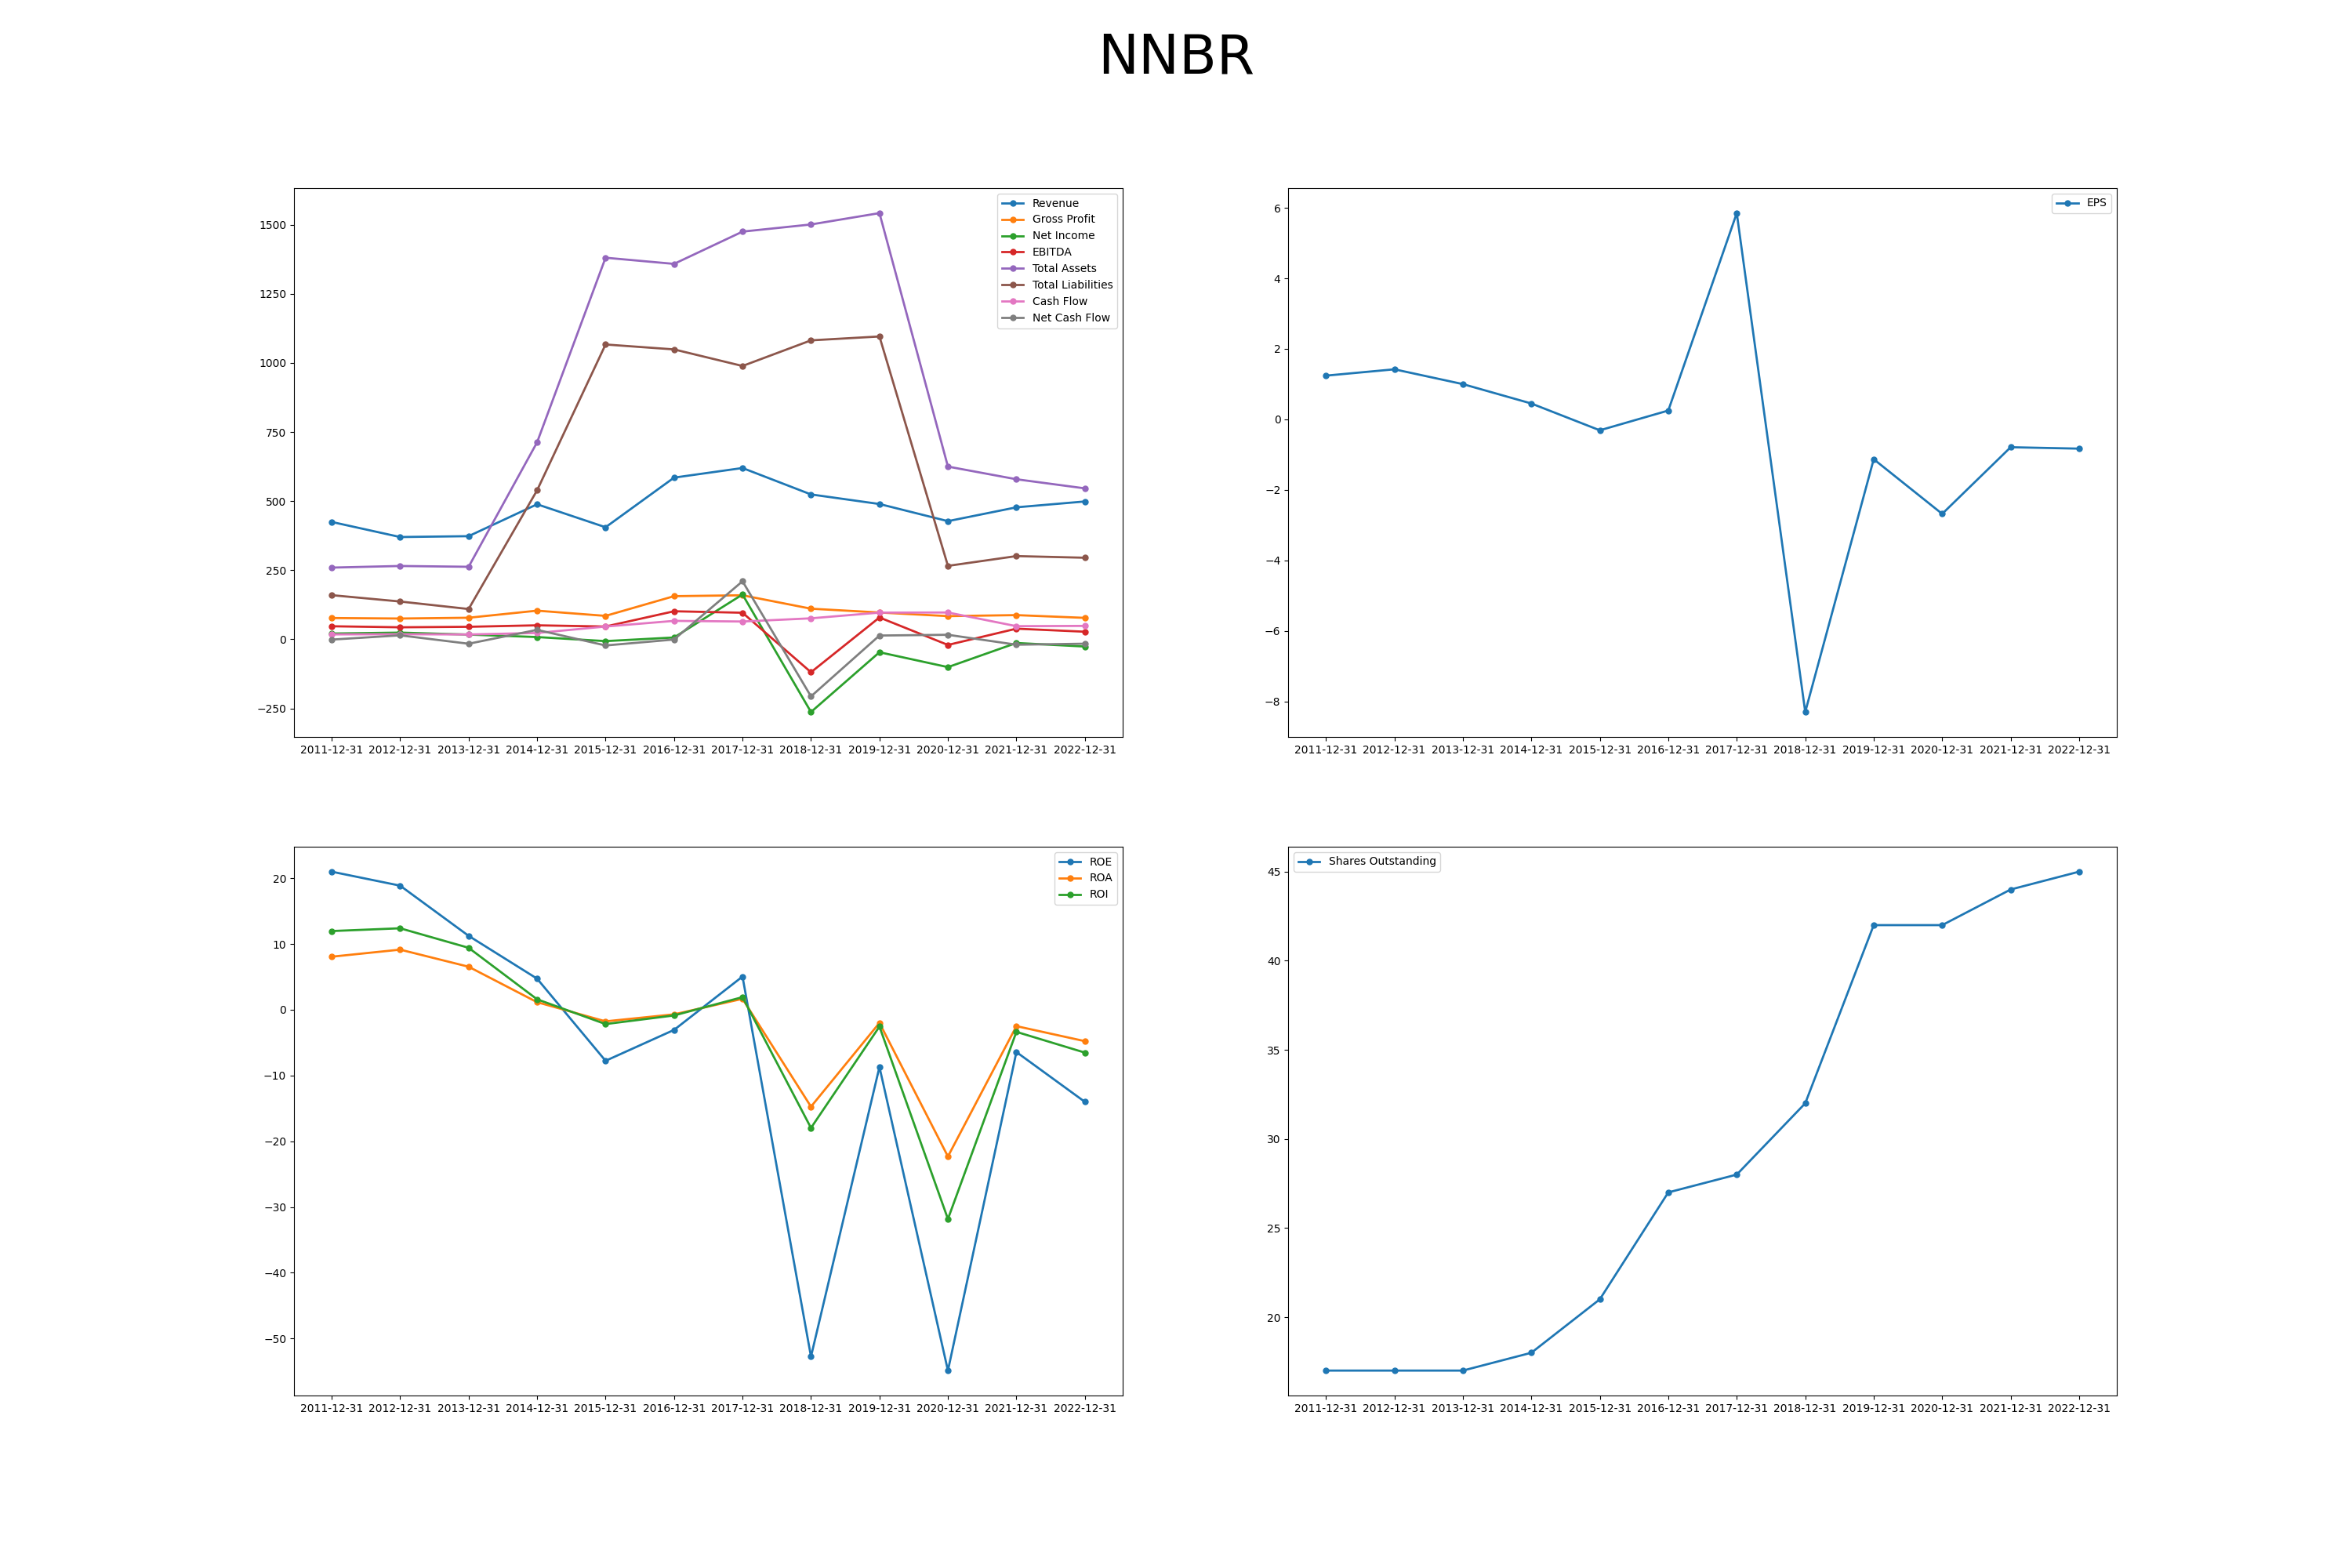 NNBR
1500
1250
1000
750
500
250
0
−250
Revenue
Gross Profit
Net Income
EBITDA
Total Assets
Total Liabilities
Cash Flow
Net Cash Flow
2011-12-31 2012-12-31 2013-12-31 2014-12-31 2015-12-31 2016-12-31 2017-12-31 2018-12-31 2019-12-31 2020-12-31 2021-12-31 2022-12-31
6
4
2
0
−2
−4
−6
−8
EPS
2011-12-31 2012-12-31 2013-12-31 2014-12-31 2015-12-31 2016-12-31 2017-12-31 2018-12-31 2019-12-31 2020-12-31 2021-12-31 2022-12-31
20
10
0
−10
−20
−30
−40
−50
ROE
ROA
ROI
2011-12-31 2012-12-31 2013-12-31 2014-12-31 2015-12-31 2016-12-31 2017-12-31 2018-12-31 2019-12-31 2020-12-31 2021-12-31 2022-12-31
45
40
35
30
25
20
Shares Outstanding
2011-12-31 2012-12-31 2013-12-31 2014-12-31 2015-12-31 2016-12-31 2017-12-31 2018-12-31 2019-12-31 2020-12-31 2021-12-31 2022-12-31